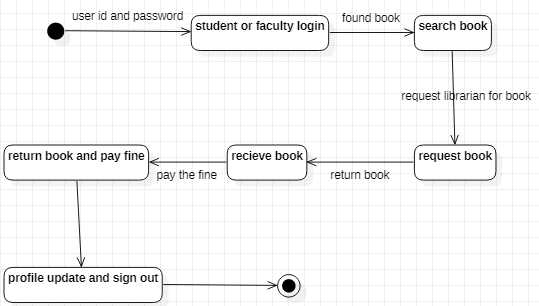 user id and password
student or faculty login
found book
search book
request librarian for book
request book
return book
recieve book
pay the fine
return book and pay fine
profile update and sign out